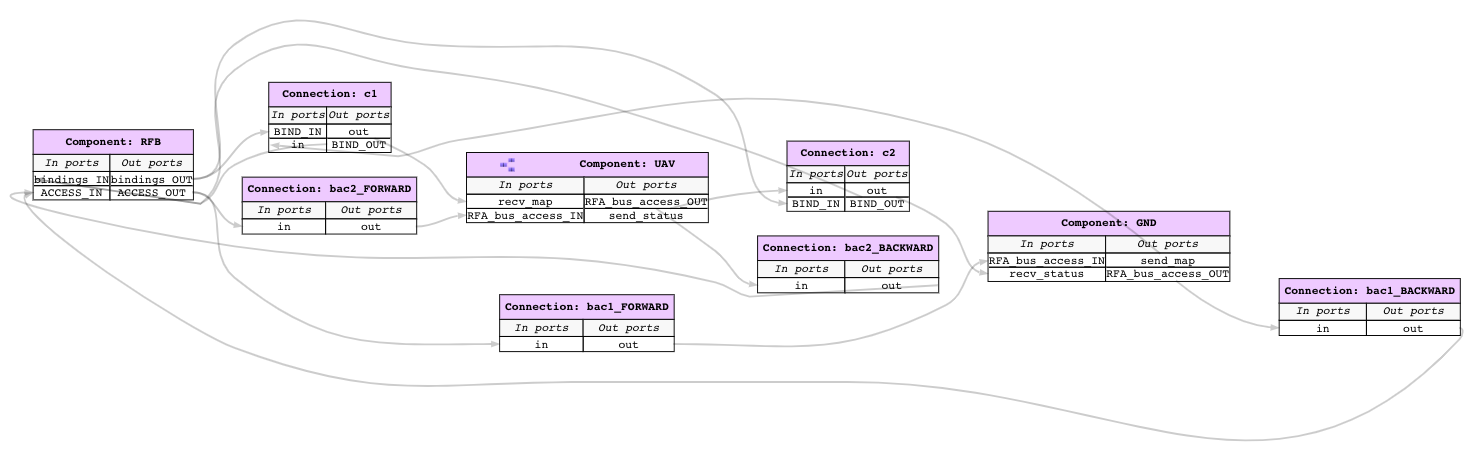 Component: RFB
In ports Out ports
bindings_IN bindings_OUT
ACCESS_IN ACCESS_OUT
Connection: c1
In ports Out ports
BIND_IN out
in BIND_OUT
Connection: bac2_FORWARD
In ports Out ports
in out
Component: UAV
In ports Out ports
recv_map RFA_bus_access_OUT
RFA_bus_access_IN send_status
Connection: bac1_FORWARD
In ports Out ports
in out
Connection: c2
In ports Out ports
in out
BIND_IN BIND_OUT
Connection: bac2_BACKWARD
In ports Out ports
in out
Component: GND
In ports Out ports
RFA_bus_access_IN send_map
recv_status RFA_bus_access_OUT
Connection: bac1_BACKWARD
In ports Out ports
in out